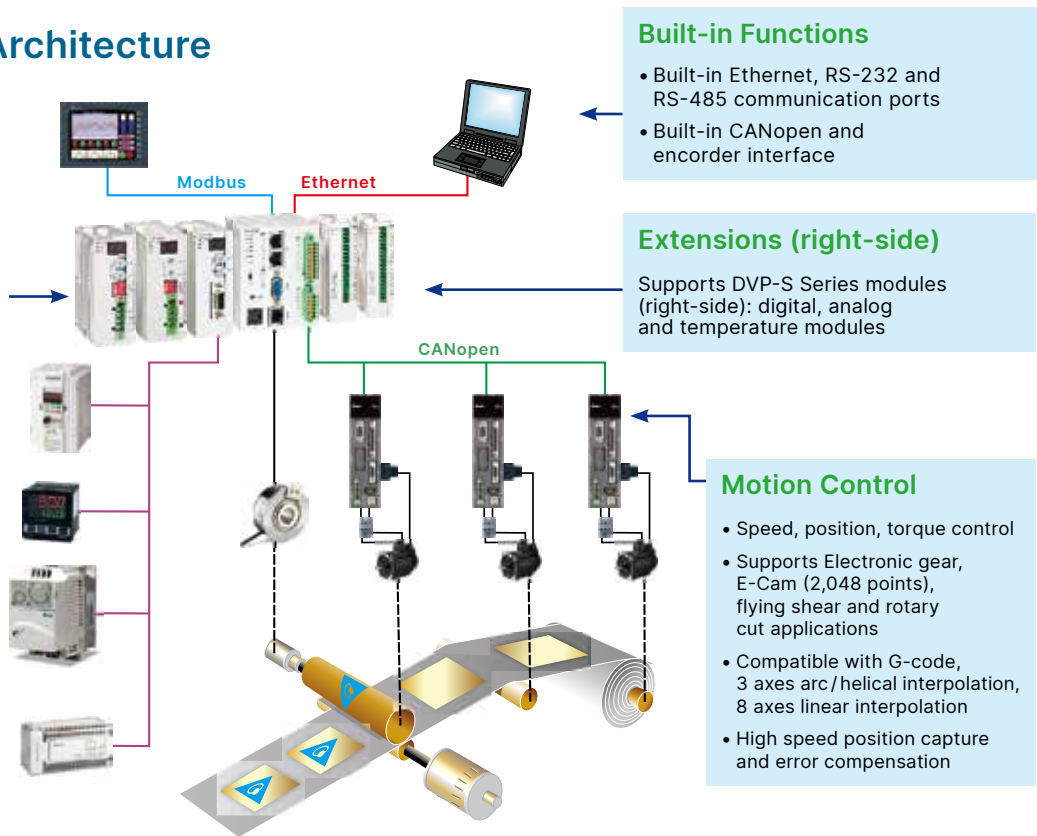 Architecture
Modbus
Ethernet
CANopen
Built-in Functions
• Built-in Ethernet, RS-232 and
RS-485 communication ports
• Built-in CANopen and
encorder interface
Extensions (right-side)
Supports DVP-S Series modules
(right-side): digital, analog
and temperature modules
Motion Control
• Speed, position, torque control
• Supports Electronic gear,
E-Cam (2,048 points),
flying shear and rotary
cut applications
• Compatible with G-code,
3 axes arc/helical interpolation,
8 axes linear interpolation
• High speed position capture
and error compensation